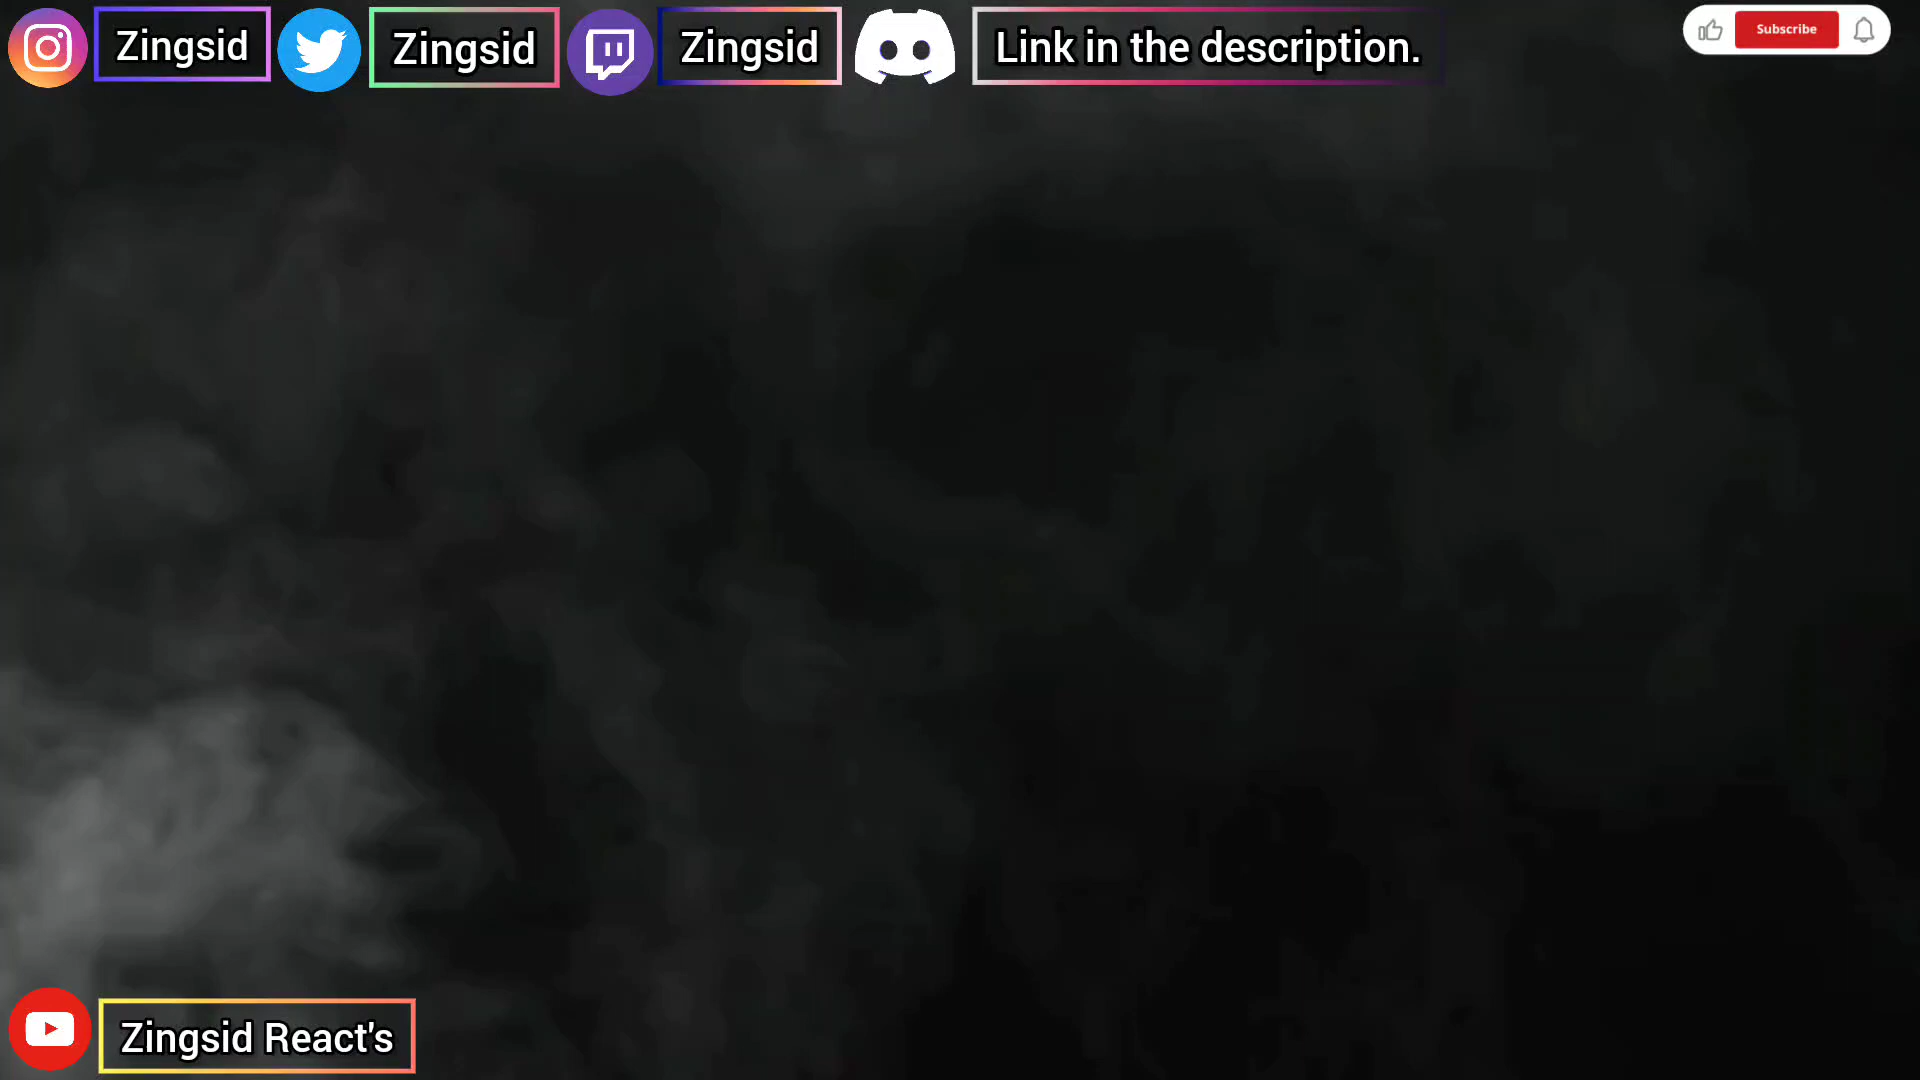 Zingsid
Zingsid
Zingsid
Link in the description.
Subscribe
Zingsid React's